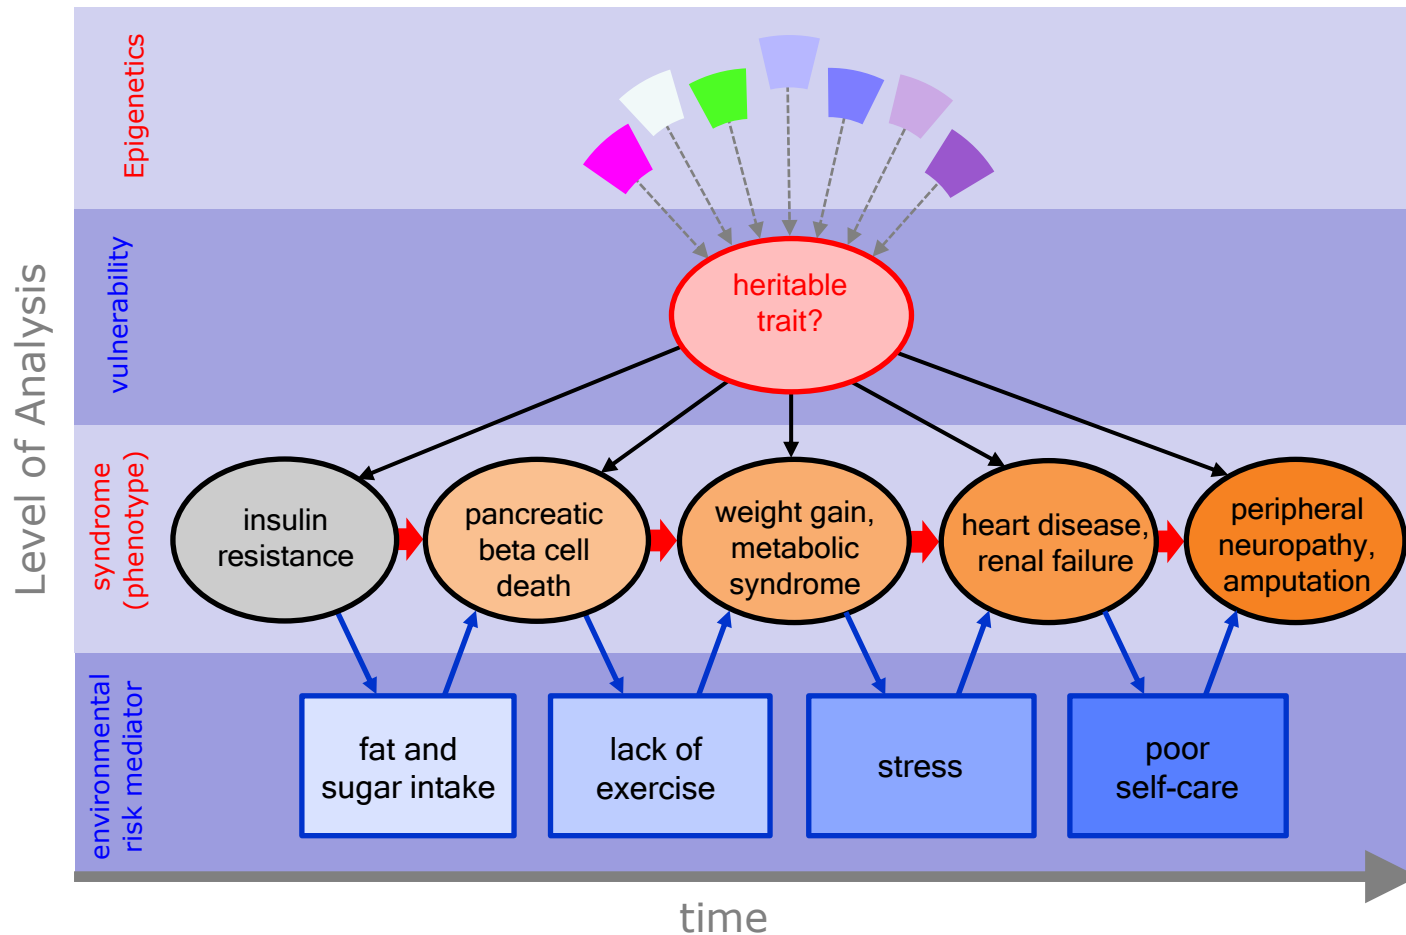 Level of Analysis
Epigenetics
vulnerability
heritable
trait?
syndrome
(phenotype)
insulin
resistance
pancreatic
beta cell
death
weight gain,
metabolic
syndrome
heart disease,
renal failure
peripheral
neuropathy,
amputation
environmental
risk mediator
fat and
sugar intake
lack of
exercise
stress
poor
self-care
time